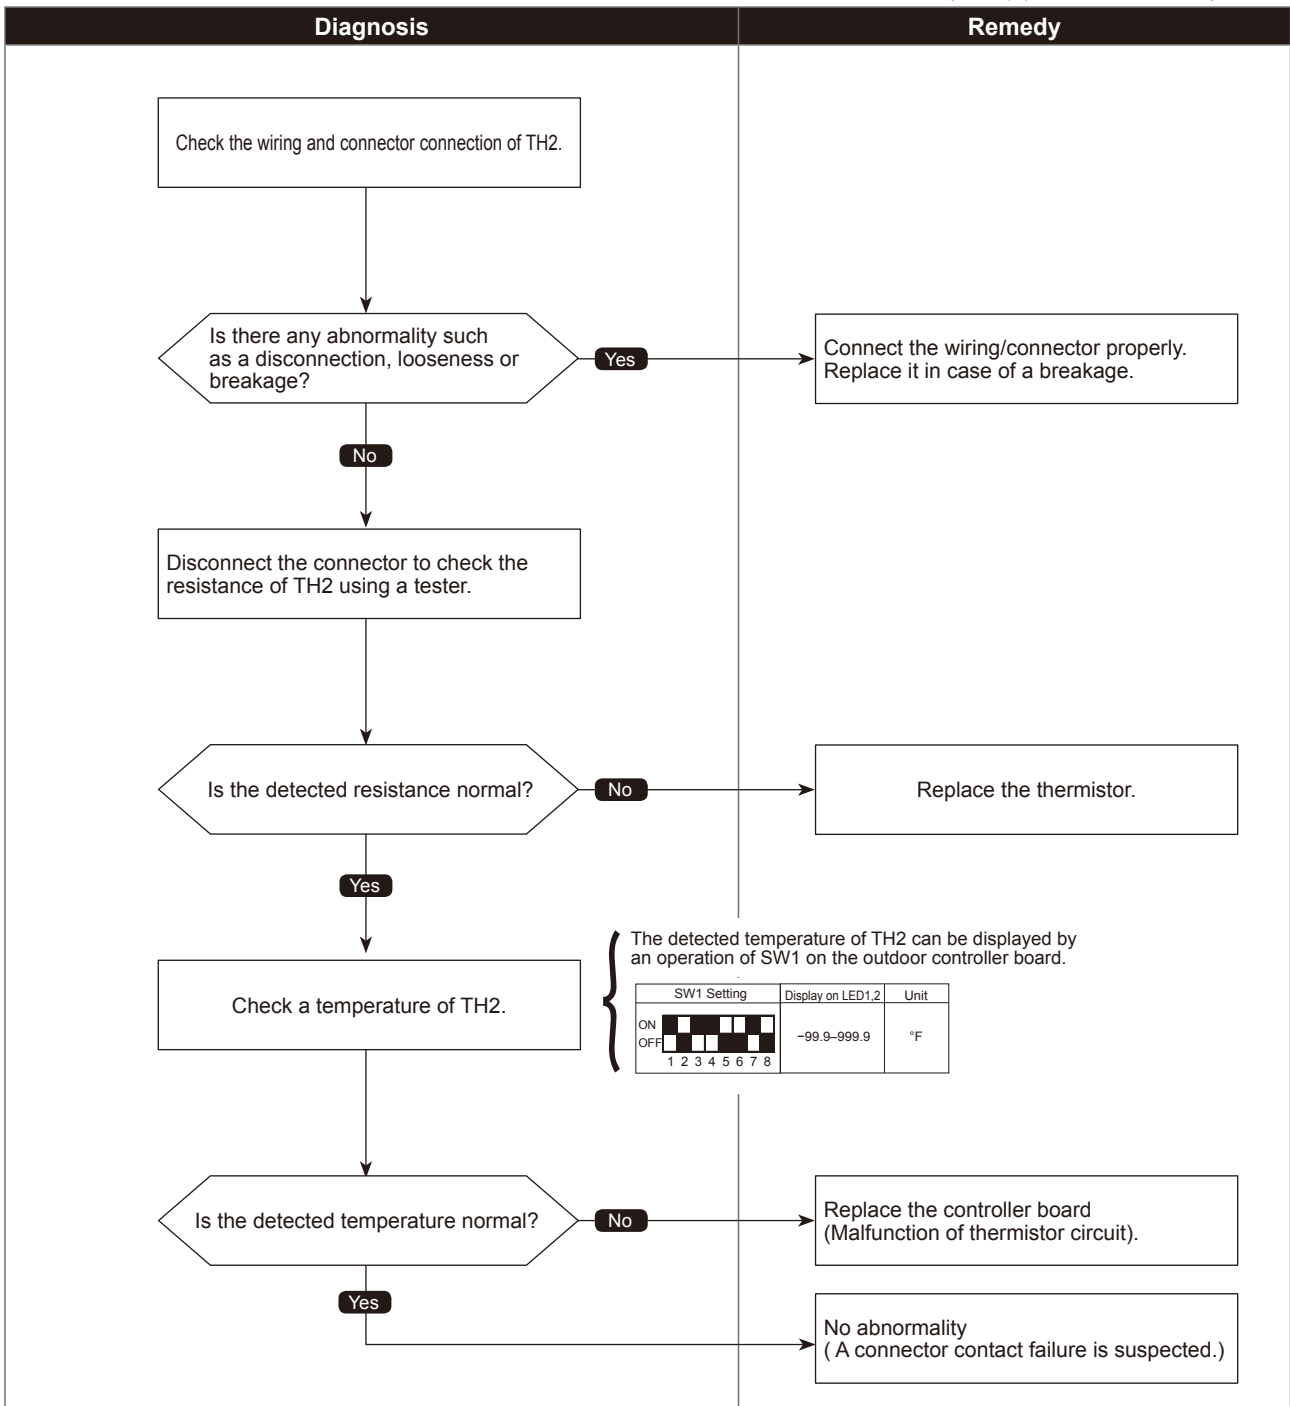 Diagnosis
Remedy
Check the wiring and connector connection of TH2.
Is there any abnormality such
as a disconnection, looseness or
breakage?
Yes
Connect the wiring/connector properly.
Replace it in case of a breakage.
No
Disconnect the connector to check the
resistance of TH2 using a tester.
Is the detected resistance normal?
No
Replace the thermistor.
Yes
The detected temperature of TH2 can be displayed by
an operation of SW1 on the outdoor controller board.
Check a temperature of TH2.
SW1 Setting
Display on LED1,2
Unit
ON
OFF
1 2 3 4 5 6 7 8
−99.9–999.9
°F
Is the detected temperature normal?
No
Replace the controller board
(Malfunction of thermistor circuit).
Yes
No abnormality
( A connector contact failure is suspected.)